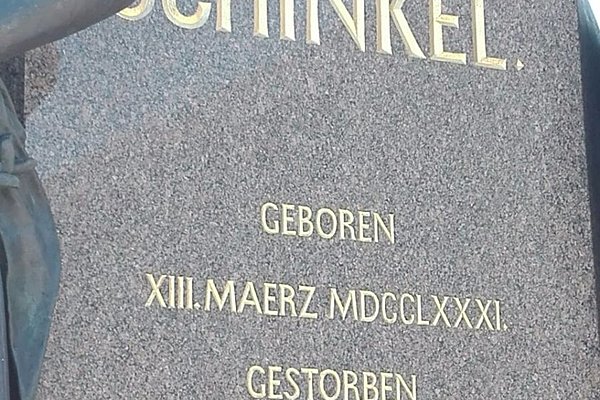 SCHINKEL.
GEBOREN
XIII. MAERZ MDCCLXXXI.
GESTORBEN